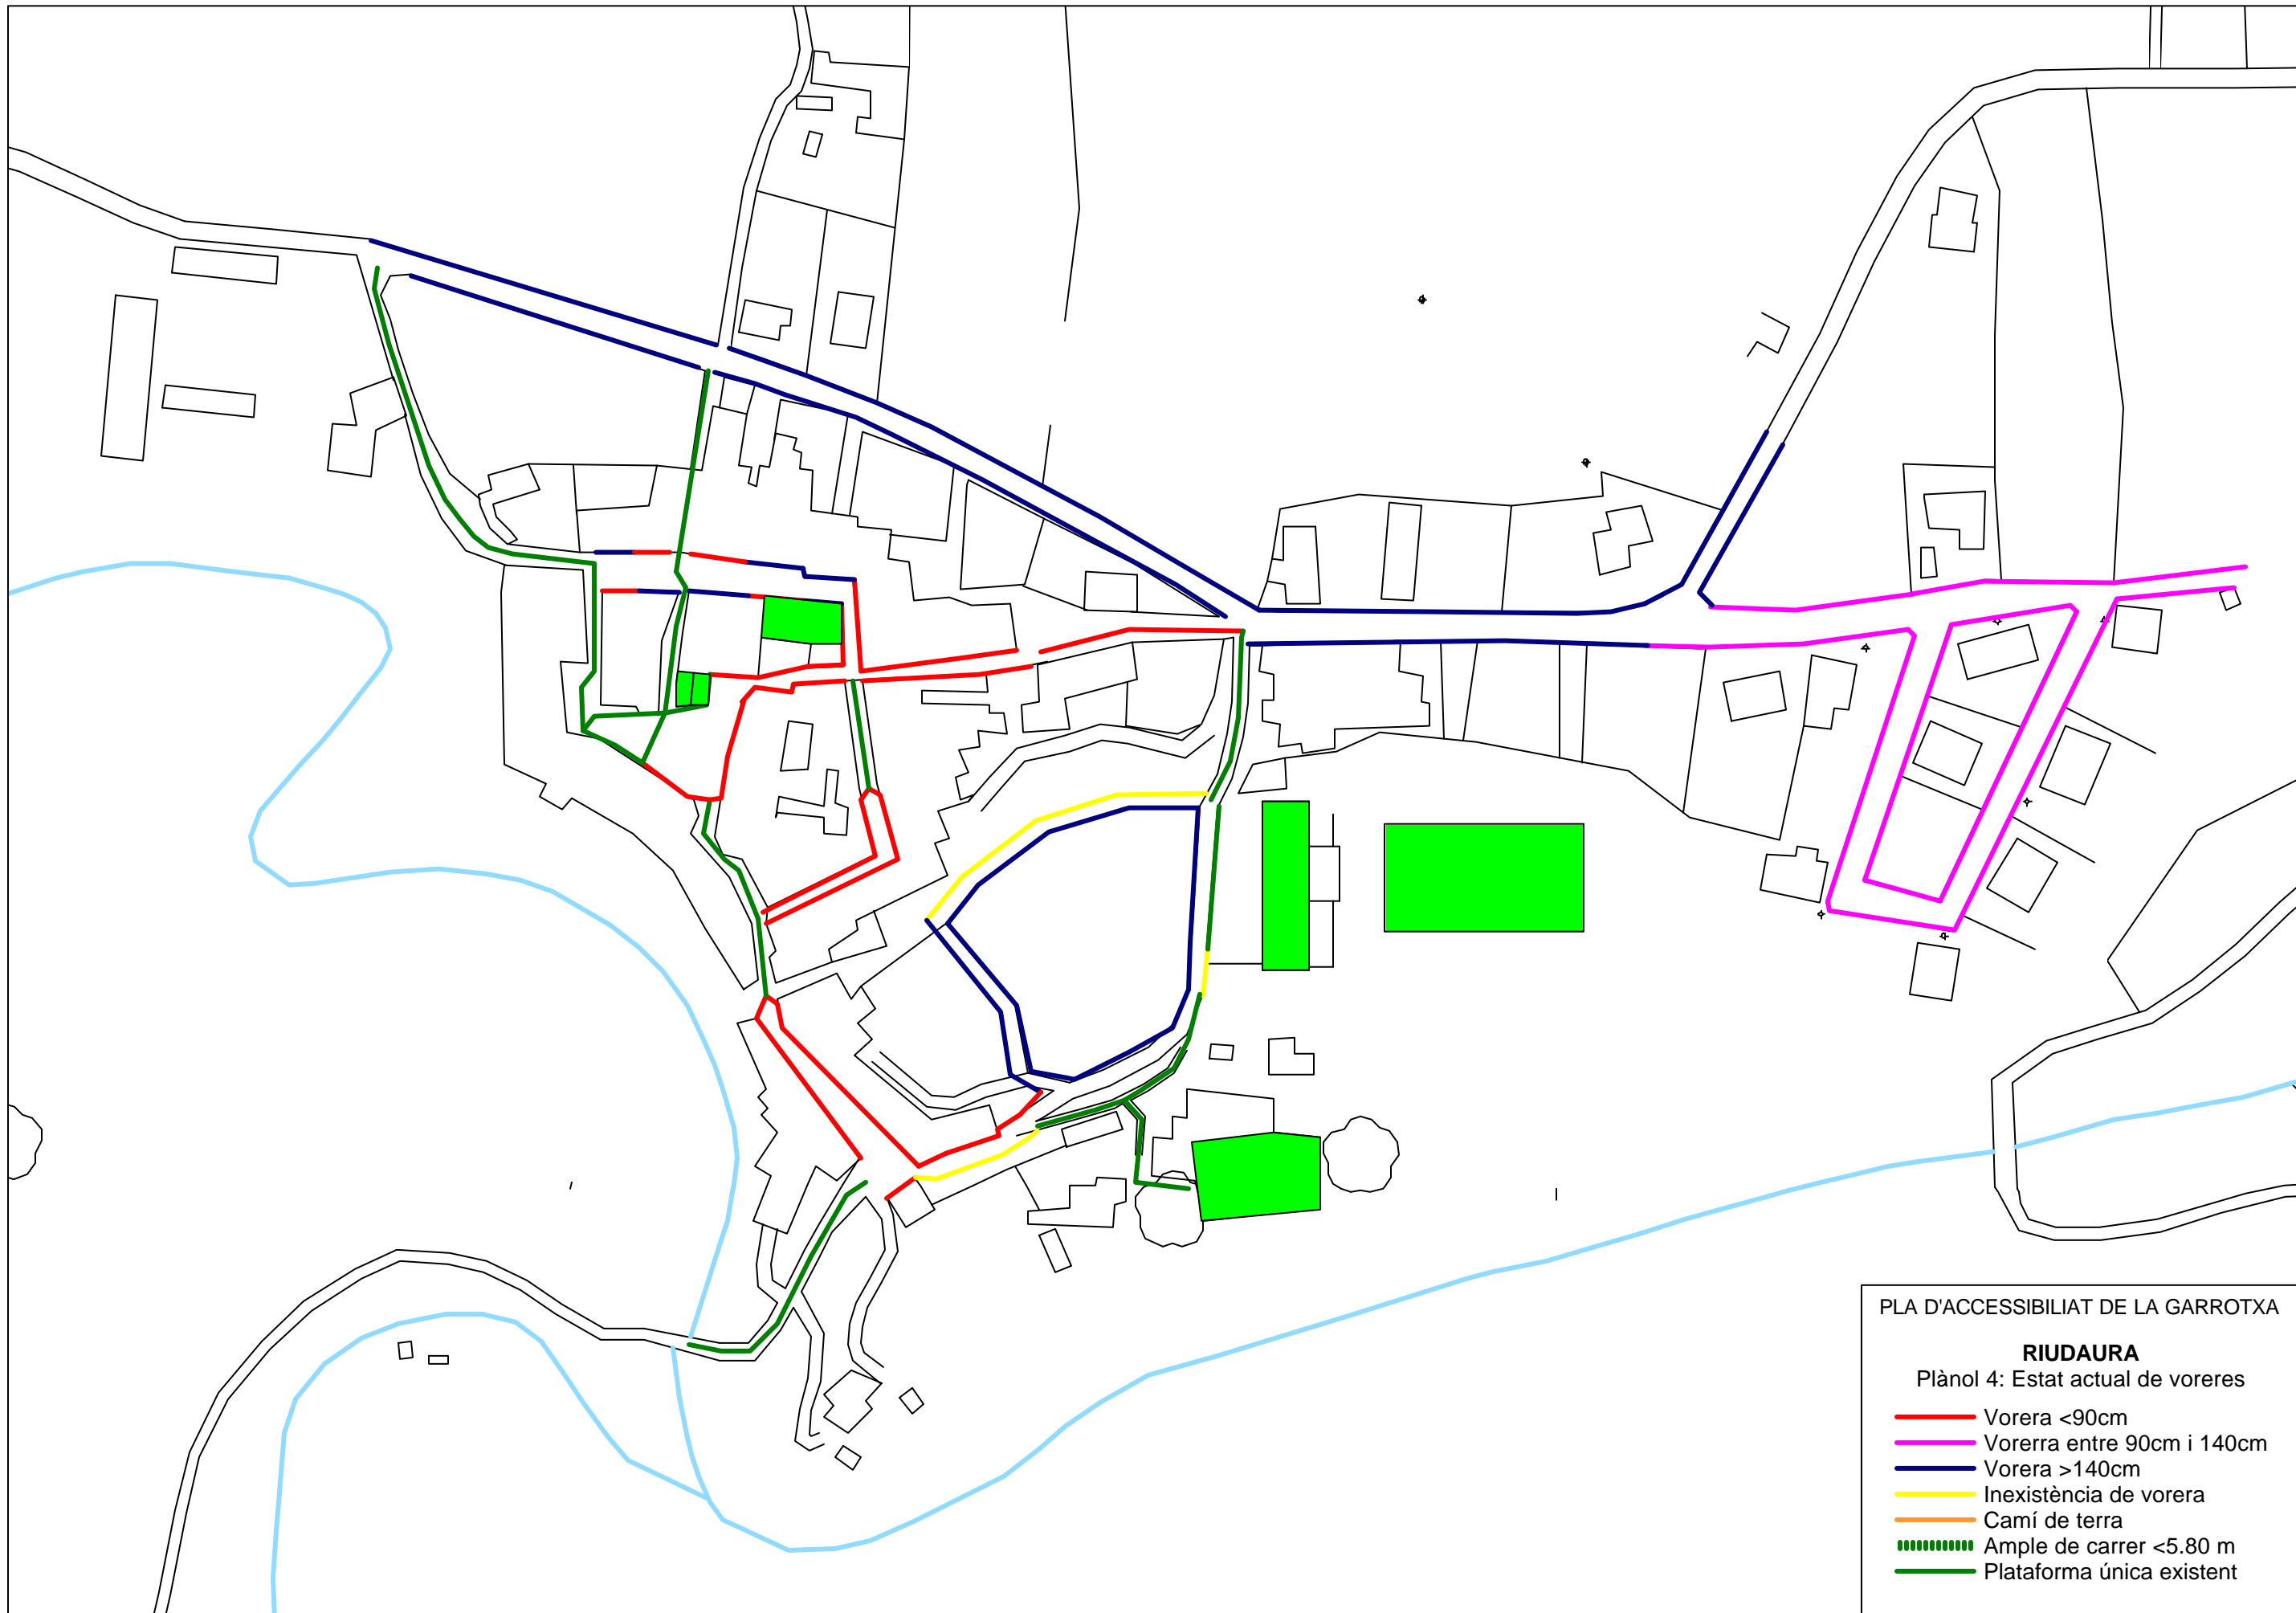 PLA D'ACCESSIBILIAT DE LA GARROTXA
RIUDAURA
Plànol 4: Estat actual de voreres
Vorera <90cm
Vorerra entre 90cm i 140cm
Vorera >140cm
Inexistència de vorera
Camí de terra
Ample de carrer <5.80 m
Plataforma única existent